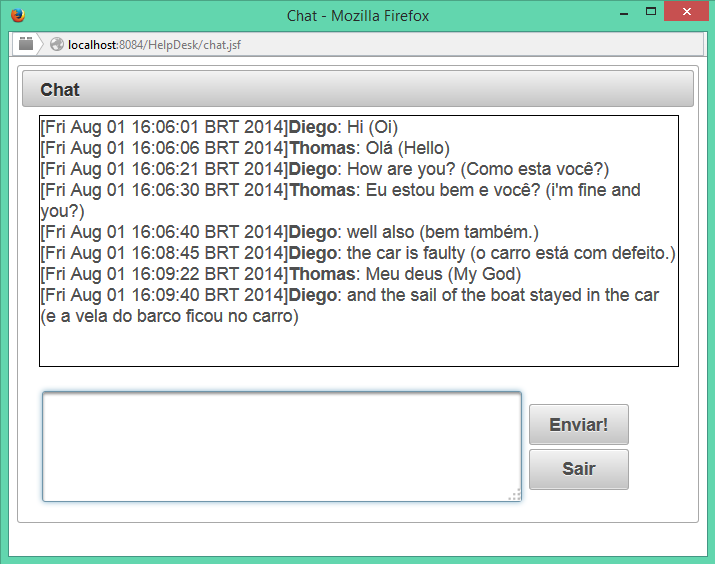 Chat - Mozilla Firefox
localhost:8084/HelpDesk/chat.jsf
Chat
[Fri Aug 01 16:06:01 BRT 2014]Diego: Hi (Oi)
[Fri Aug 01 16:06:06 BRT 2014]Thomas: Olá (Hello)
[Fri Aug 01 16:06:21 BRT 2014]Diego: How are you? (Como esta você?)
[Fri Aug 01 16:06:30 BRT 2014]Thomas: Eu estou bem e você? (i'm fine and
you?)
[Fri Aug 01 16:06:40 BRT 2014]Diego: well also (bem também.)
[Fri Aug 01 16:08:45 BRT 2014]Diego: the car is faulty (o carro está com defeito.)
[Fri Aug 01 16:09:22 BRT 2014]Thomas: Meu deus (My God)
[Fri Aug 01 16:09:40 BRT 2014]Diego: and the sail of the boat stayed in the car
(e a vela do barco ficou no carro)
Enviar!
Sair